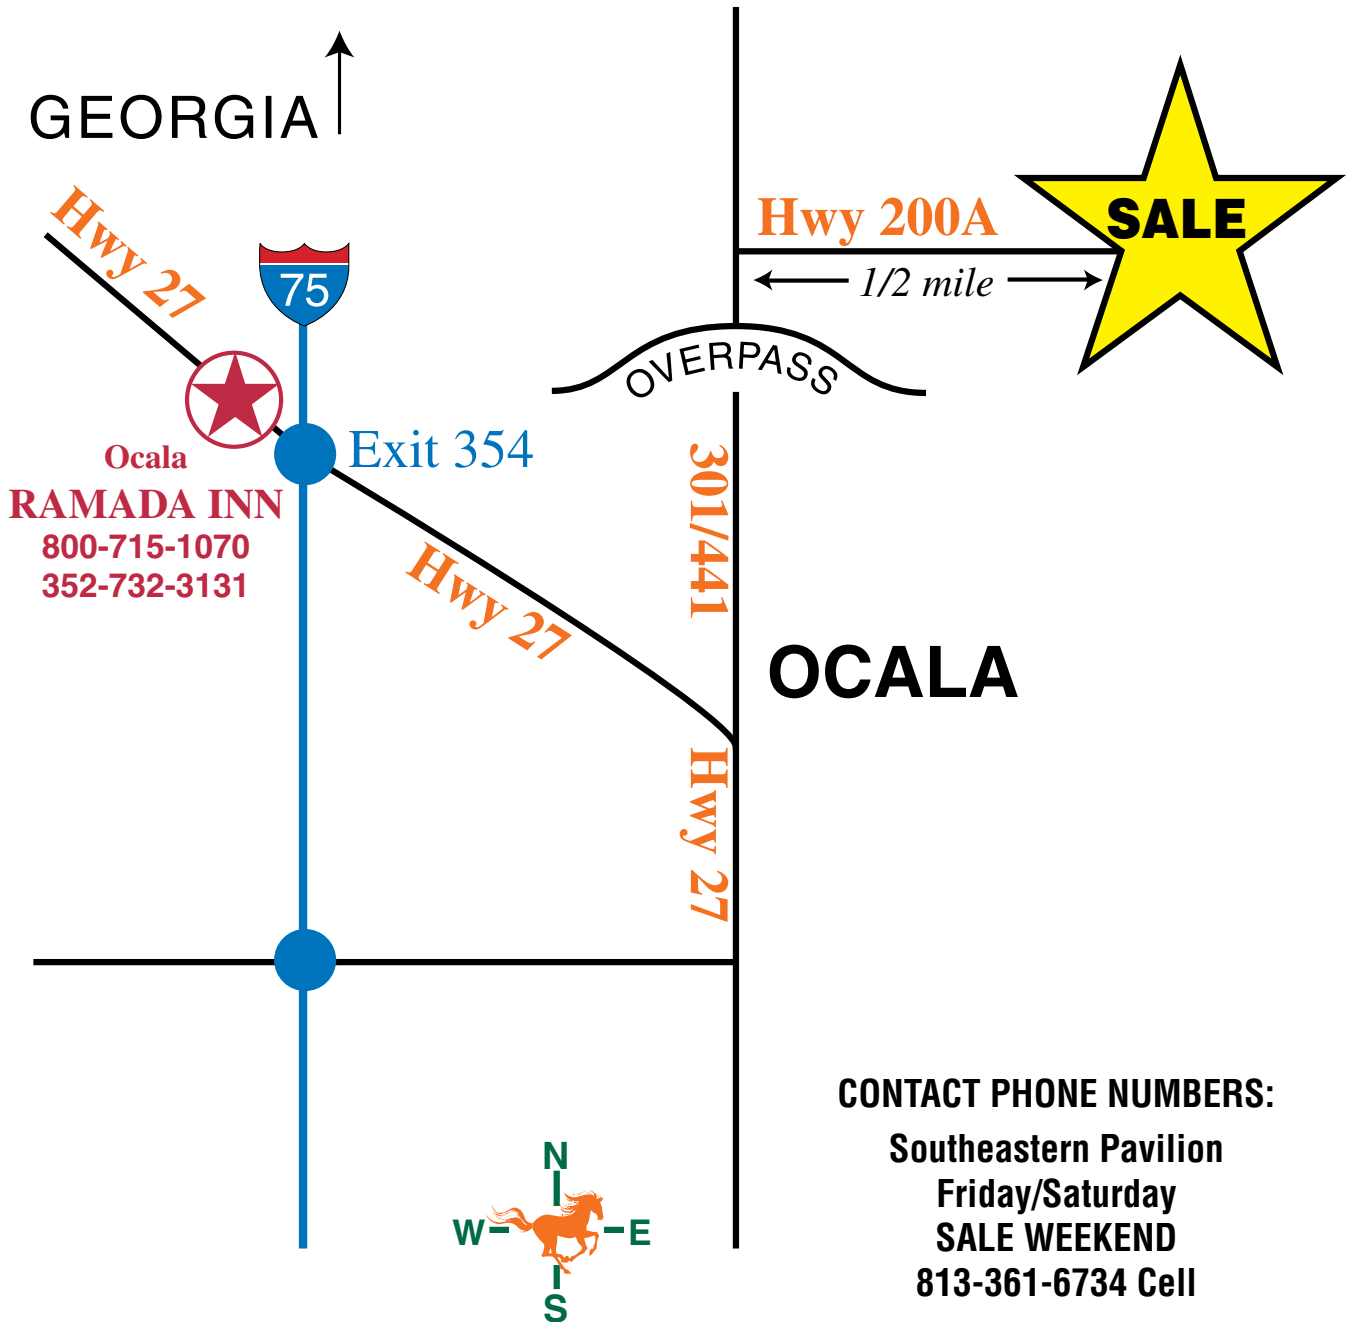 GEORGIA
Hwy 27
75
Hwy 200A
SALE
1/2 mile
OVERPASS
Exit 354
Ocala
RAMADA INN
800-715-1070
352-732-3131
301/441
Hwy 27
OCALA
Hwy 27
CONTACT PHONE NUMBERS:
Southeastern Pavilion
Friday/Saturday
SALE WEEKEND
813-361-6734 Cell
N
W
E
S